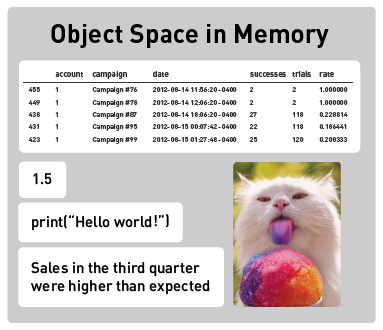 Object Space in Memory
account campaign date successes trials rate
455 1 Campaign #76 2012-08-14 11:56:20-0400 2 2 1.000000
449 1 Campaign #78 2012-08-14 12:06:20-0400 2 2 1.000000
438 1 Campaign #87 2012-08-14 18:06:20-0400 27 118 0.228814
431 1 Campaign #95 2012-08-15 00:07:42-0400 22 118 0.186441
423 1 Campaign #99 2012-08-15 01:27:48-0400 25 120 0.208333
1.5
print(“Hello world!”)
Sales in the third quarter
were higher than expected